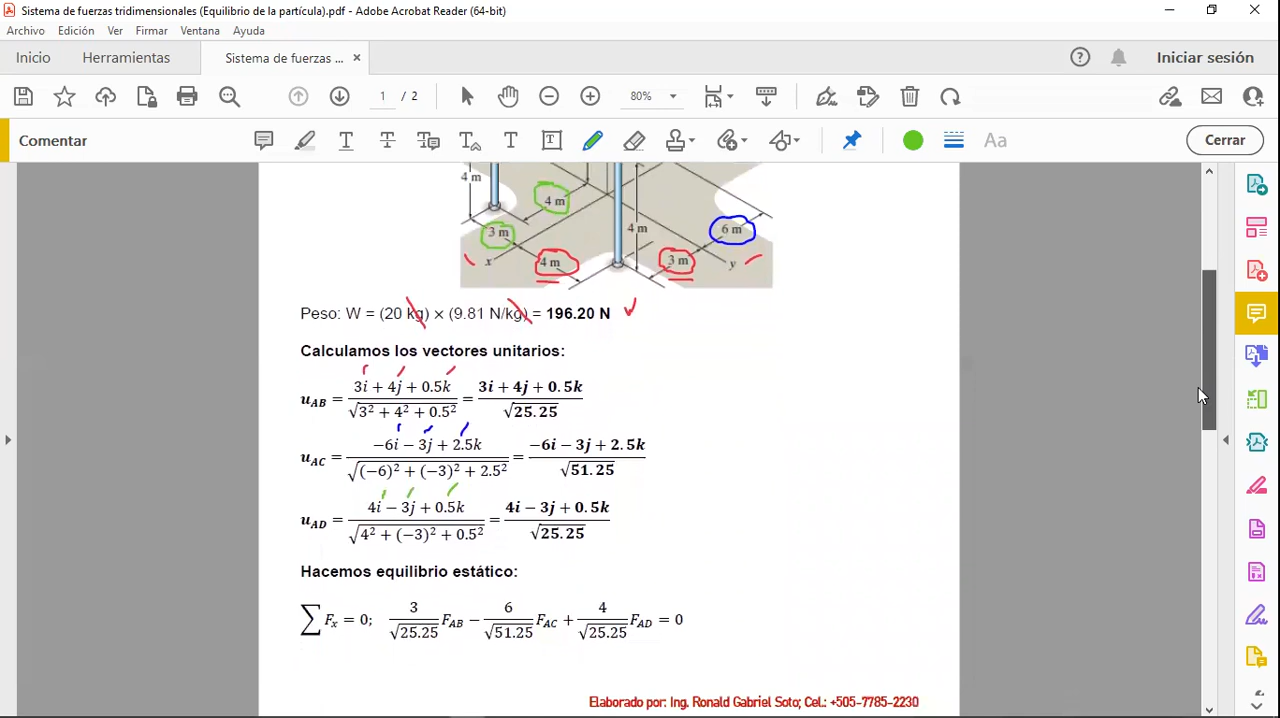 Sistema de fuerzas tridimensionales (Equilibrio de la partícula).pdf - Adobe Acrobat Reader (64-bit)
Archivo Edición Ver Firmar Ventana Ayuda
Inicio Herramientas Sistema de fuerzas ... × Iniciar sesión
1 / 2 80%
Comentar Cerrar
4 m
4 m
3 m 4 m 6 m
x 4 m 3 m y
Peso: W = (20 kg) × (9.81 N/kg) = 196.20 N
Calculamos los vectores unitarios:
u_AB = (3i + 4j + 0.5k) / √(3² + 4² + 0.5²) = (3i + 4j + 0.5k) / √25.25
u_AC = (−6i − 3j + 2.5k) / √((−6)² + (−3)² + 2.5²) = (−6i − 3j + 2.5k) / √51.25
u_AD = (4i − 3j + 0.5k) / √(4² + (−3)² + 0.5²) = (4i − 3j + 0.5k) / √25.25
Hacemos equilibrio estático:
∑ F_x = 0; 3/√25.25 F_AB − 6/√51.25 F_AC + 4/√25.25 F_AD = 0
Elaborado por: Ing. Ronald Gabriel Soto; Cel.: +505-7785-2230